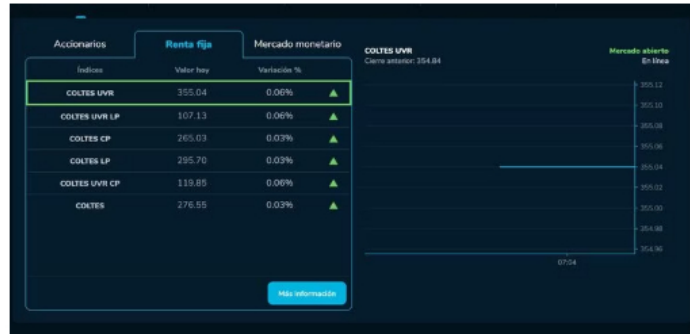 Accionarios Renta fija Mercado monetario
Índices Valor hoy Variación %
COLTES UVR 355.04 0.06%
COLTES UVR LP 107.13 0.06%
COLTES CP 265.03 0.03%
COLTES LP 295.70 0.03%
COLTES UVR CP 119.85 0.06%
COLTES 276.55 0.03%
Más información
COLTES UVR
Cierre anterior: 354.84
Mercado abierto
En línea
355.12
355.10
355.08
355.06
355.04
355.02
355.00
354.98
354.96
07:04